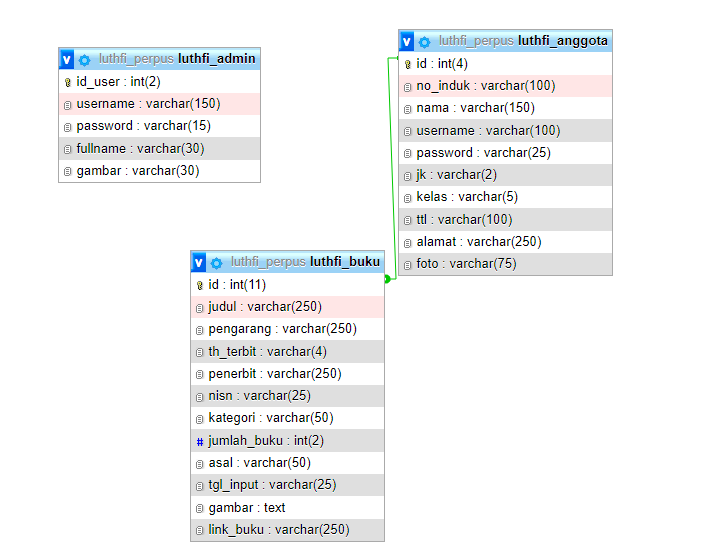 v luthfi_perpus luthfi_admin
id_user : int(2)
username : varchar(150)
password : varchar(15)
fullname : varchar(30)
gambar : varchar(30)
v luthfi_perpus luthfi_anggota
id : int(4)
no_induk : varchar(100)
nama : varchar(150)
username : varchar(100)
password : varchar(25)
jk : varchar(2)
kelas : varchar(5)
ttl : varchar(100)
alamat : varchar(250)
foto : varchar(75)
v luthfi_perpus luthfi_buku
id : int(11)
judul : varchar(250)
pengarang : varchar(250)
th_terbit : varchar(4)
penerbit : varchar(250)
nisn : varchar(25)
kategori : varchar(50)
# jumlah_buku : int(2)
asal : varchar(50)
tgl_input : varchar(25)
gambar : text
link_buku : varchar(250)